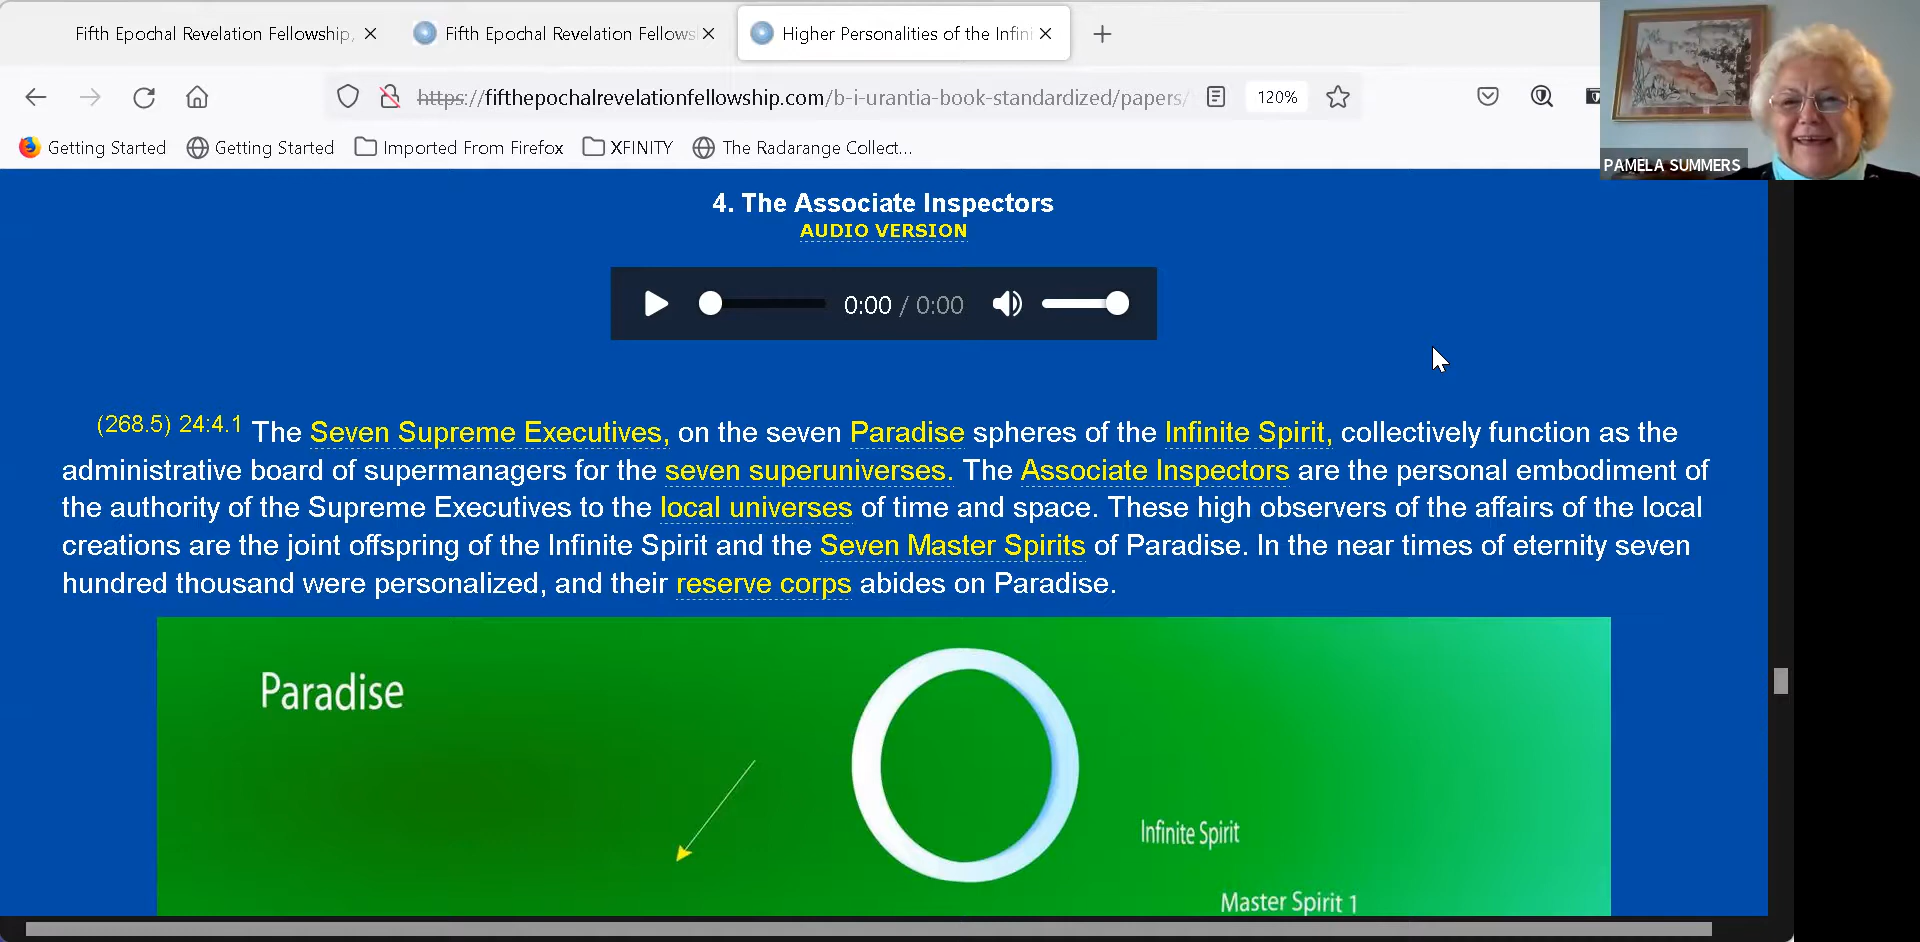 Fifth Epochal Revelation Fellowship,
Fifth Epochal Revelation Fellows
Higher Personalities of the Infini
https://fifthepochalrevelationfellowship.com/b-i-urantia-book-standardized/papers/
120%
Getting Started
Getting Started
Imported From Firefox
XFINITY
The Radarange Collect...
PAMELA SUMMERS
4. The Associate Inspectors
AUDIO VERSION
0:00 / 0:00
(268.5) 24:4.1 The Seven Supreme Executives, on the seven Paradise spheres of the Infinite Spirit, collectively function as the
administrative board of supermanagers for the seven superuniverses. The Associate Inspectors are the personal embodiment of
the authority of the Supreme Executives to the local universes of time and space. These high observers of the affairs of the local
creations are the joint offspring of the Infinite Spirit and the Seven Master Spirits of Paradise. In the near times of eternity seven
hundred thousand were personalized, and their reserve corps abides on Paradise.
Paradise
Infinite Spirit
Master Spirit 1